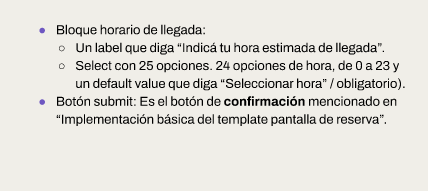 ● Bloque horario de llegada:
○ Un label que diga “Indicá tu hora estimada de llegada”.
○ Select con 25 opciones. 24 opciones de hora, de 0 a 23 y
un default value que diga “Seleccionar hora” / obligatorio).
● Botón submit: Es el botón de confirmación mencionado en
“Implementación básica del template pantalla de reserva”.